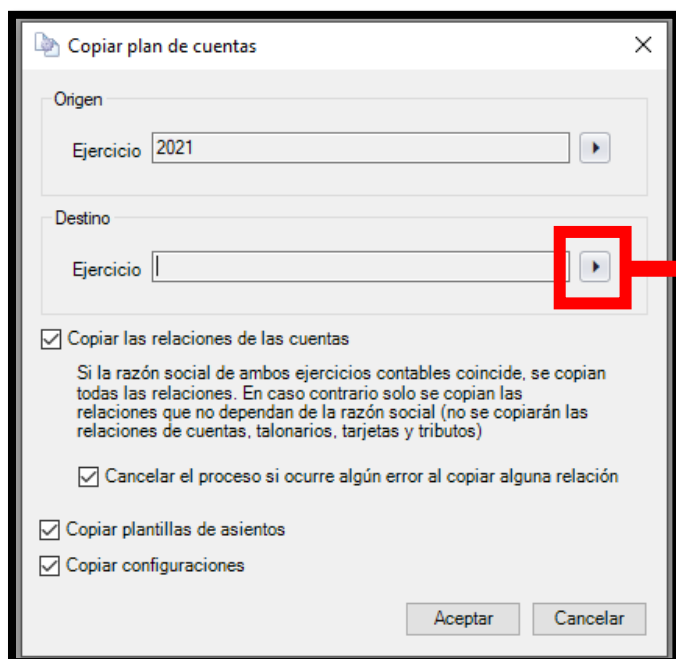 Copiar plan de cuentas
Origen
Ejercicio 2021
Destino
Ejercicio
Copiar las relaciones de las cuentas
Si la razón social de ambos ejercicios contables coincide, se copian
todas las relaciones. En caso contrario solo se copian las
relaciones que no dependan de la razón social (no se copiarán las
relaciones de cuentas, talonarios, tarjetas y tributos)
Cancelar el proceso si ocurre algún error al copiar alguna relación
Copiar plantillas de asientos
Copiar configuraciones
Aceptar Cancelar